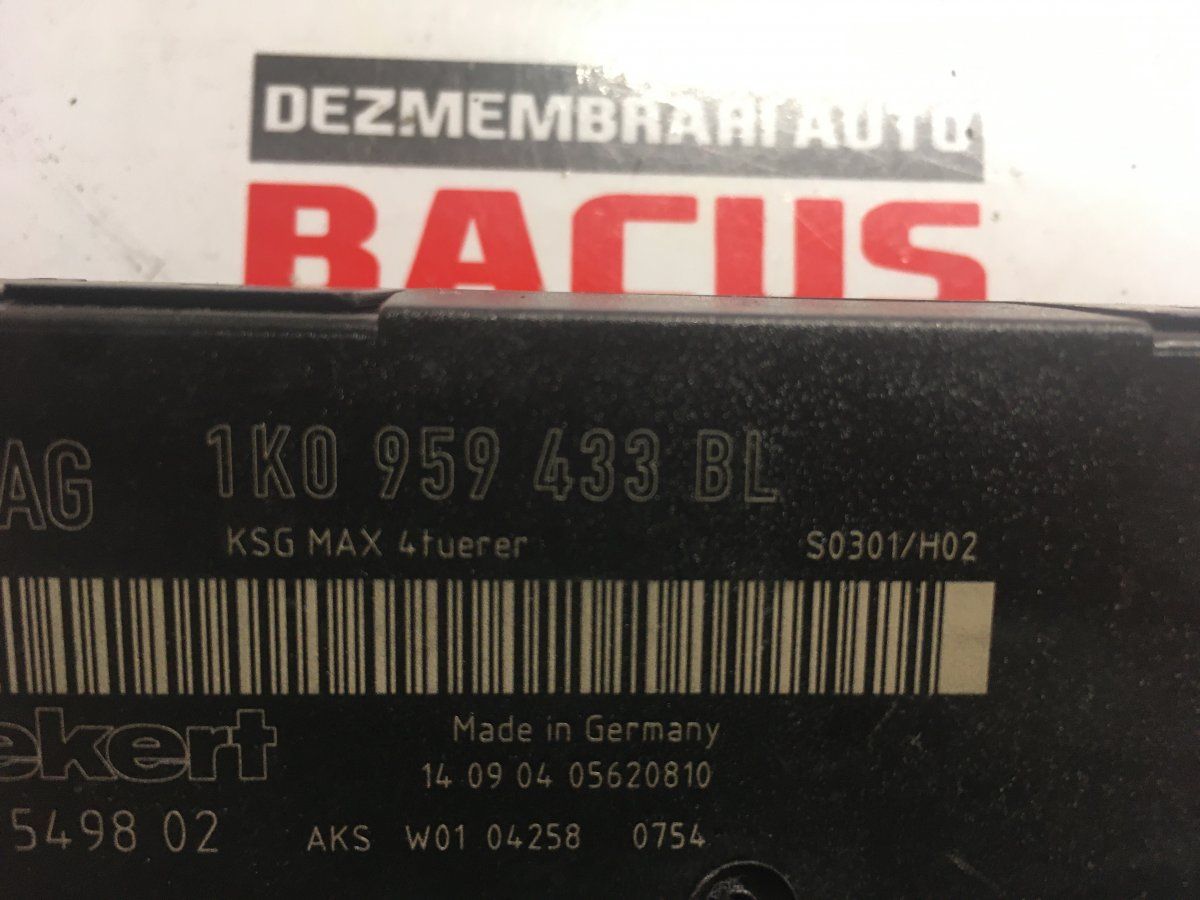 DEZMEMBRARI AUTO
BACUS
AG 1K0 959 433 BL
KSG MAX 4tuerer S0301/H02
ekert
Made in Germany
14 09 04 05620810
5498 02 AKS W01 04258 0754